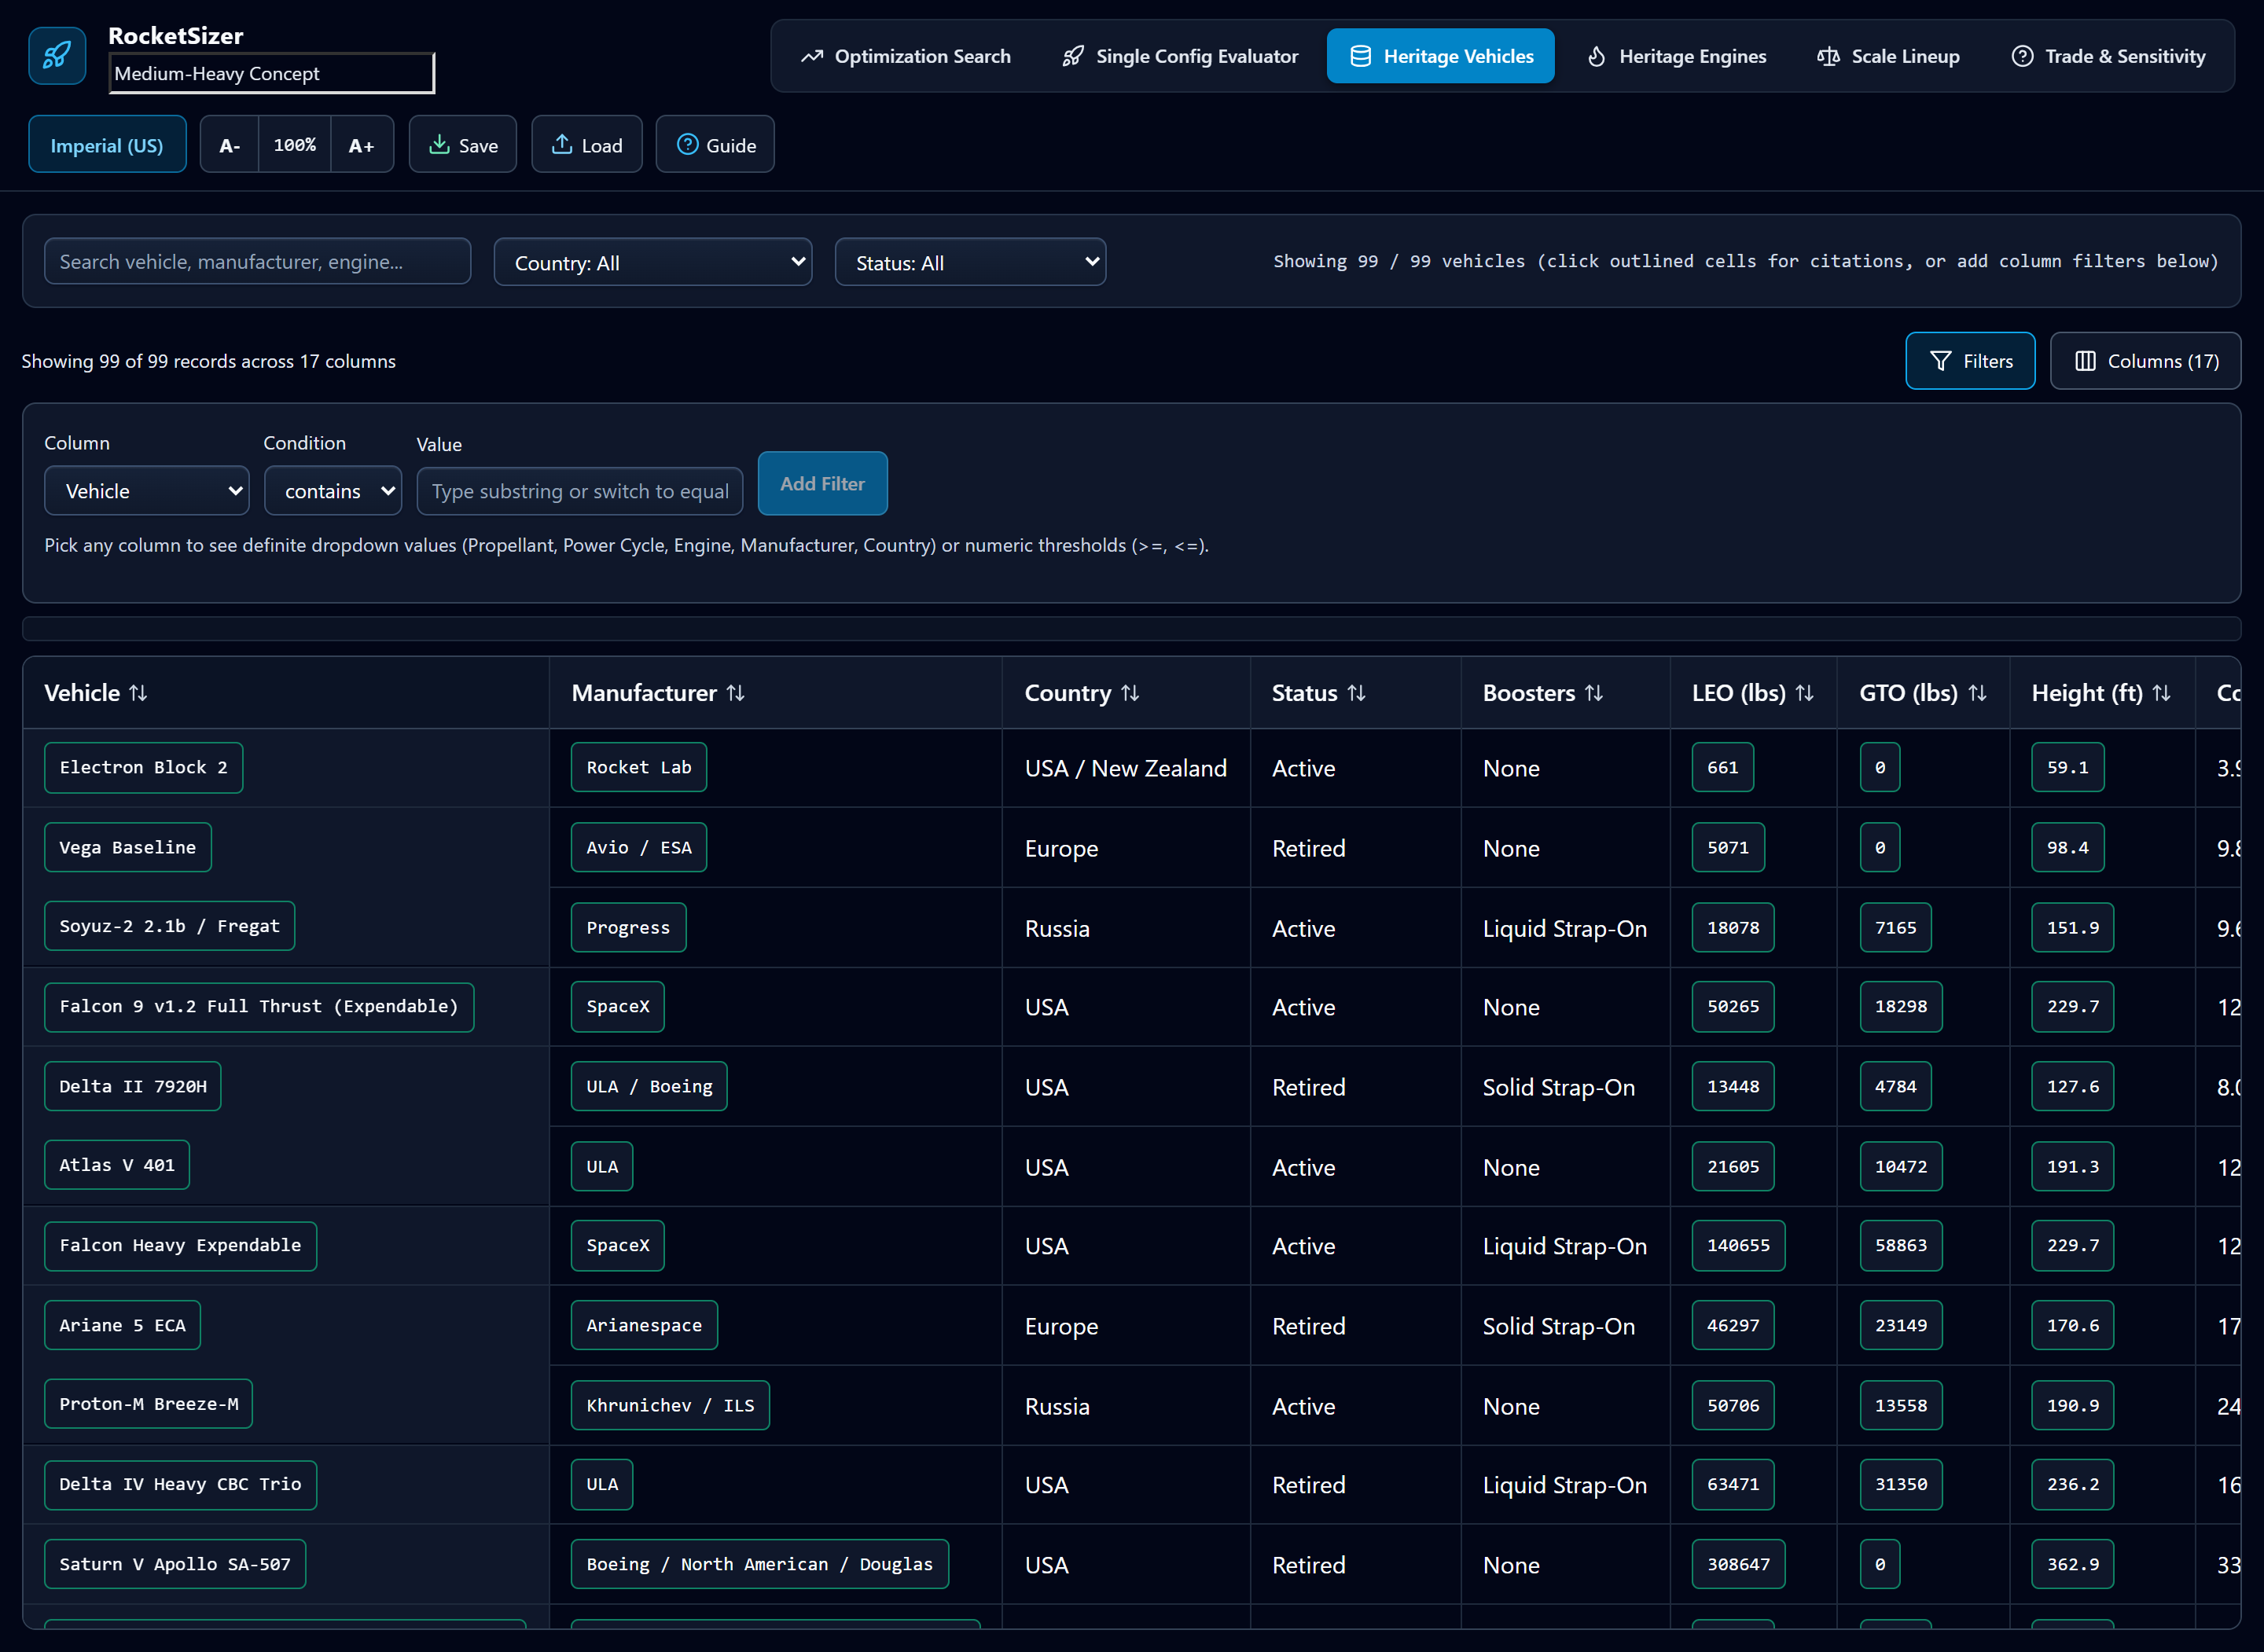 RocketSizer
Medium-Heavy Concept
Optimization Search
Single Config Evaluator
Heritage Vehicles
Heritage Engines
Scale Lineup
Trade & Sensitivity
Imperial (US)
A-
100%
A+
Save
Load
Guide
Search vehicle, manufacturer, engine...
Country: All
Status: All
Showing 99 / 99 vehicles (click outlined cells for citations, or add column filters below)
Showing 99 of 99 records across 17 columns
Filters
Columns (17)
Column
Condition
Value
Vehicle
contains
Type substring or switch to equal
Add Filter
Pick any column to see definite dropdown values (Propellant, Power Cycle, Engine, Manufacturer, Country) or numeric thresholds (>=, <=).
Vehicle Manufacturer Country Status Boosters LEO (lbs) GTO (lbs) Height (ft)
Electron Block 2 Rocket Lab USA / New Zealand Active None 661 0 59.1
Vega Baseline Avio / ESA Europe Retired None 5071 0 98.4
Soyuz-2 2.1b / Fregat Progress Russia Active Liquid Strap-On 18078 7165 151.9
Falcon 9 v1.2 Full Thrust (Expendable) SpaceX USA Active None 50265 18298 229.7 12
Delta II 7920H ULA / Boeing USA Retired Solid Strap-On 13448 4784 127.6
Atlas V 401 ULA USA Active None 21605 10472 191.3 12
Falcon Heavy Expendable SpaceX USA Active Liquid Strap-On 140655 58863 229.7 12
Ariane 5 ECA Arianespace Europe Retired Solid Strap-On 46297 23149 170.6 17
Proton-M Breeze-M Khrunichev / ILS Russia Active None 50706 13558 190.9 24
Delta IV Heavy CBC Trio ULA USA Retired Liquid Strap-On 63471 31350 236.2 16
Saturn V Apollo SA-507 Boeing / North American / Douglas USA Retired None 308647 0 362.9 33